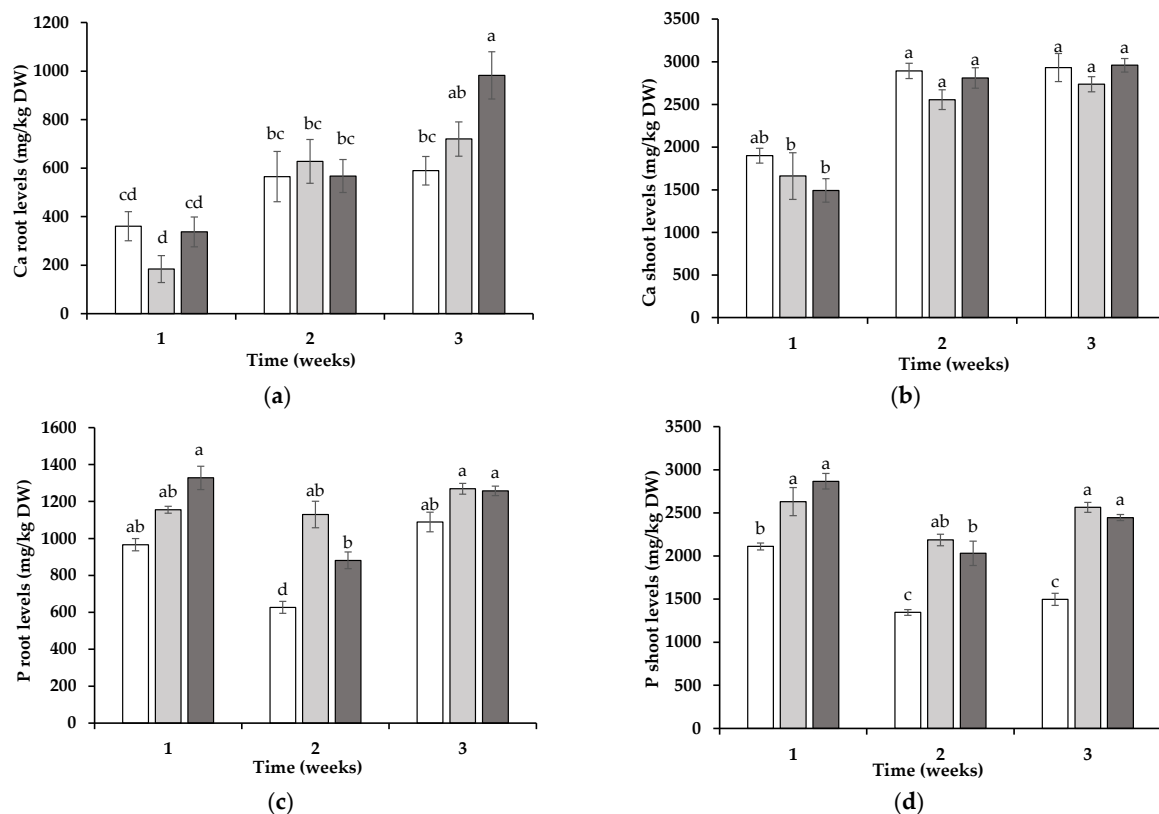 Ca root levels (mg/kg DW)
1200
1000
800
600
400
200
0
cd
d
cd
bc
bc
bc
bc
ab
a
1
2
3
Time (weeks)
(a)
Ca shoot levels (mg/kg DW)
3500
3000
2500
2000
1500
1000
500
0
ab
b
b
a
a
a
a
a
a
1
2
3
Time (weeks)
(b)
P root levels (mg/kg DW)
1600
1400
1200
1000
800
600
400
200
0
ab
ab
a
d
ab
b
ab
a
a
1
2
3
Time (weeks)
(c)
P shoot levels (mg/kg DW)
3500
3000
2500
2000
1500
1000
500
0
b
a
a
c
ab
b
c
a
a
1
2
3
Time (weeks)
(d)